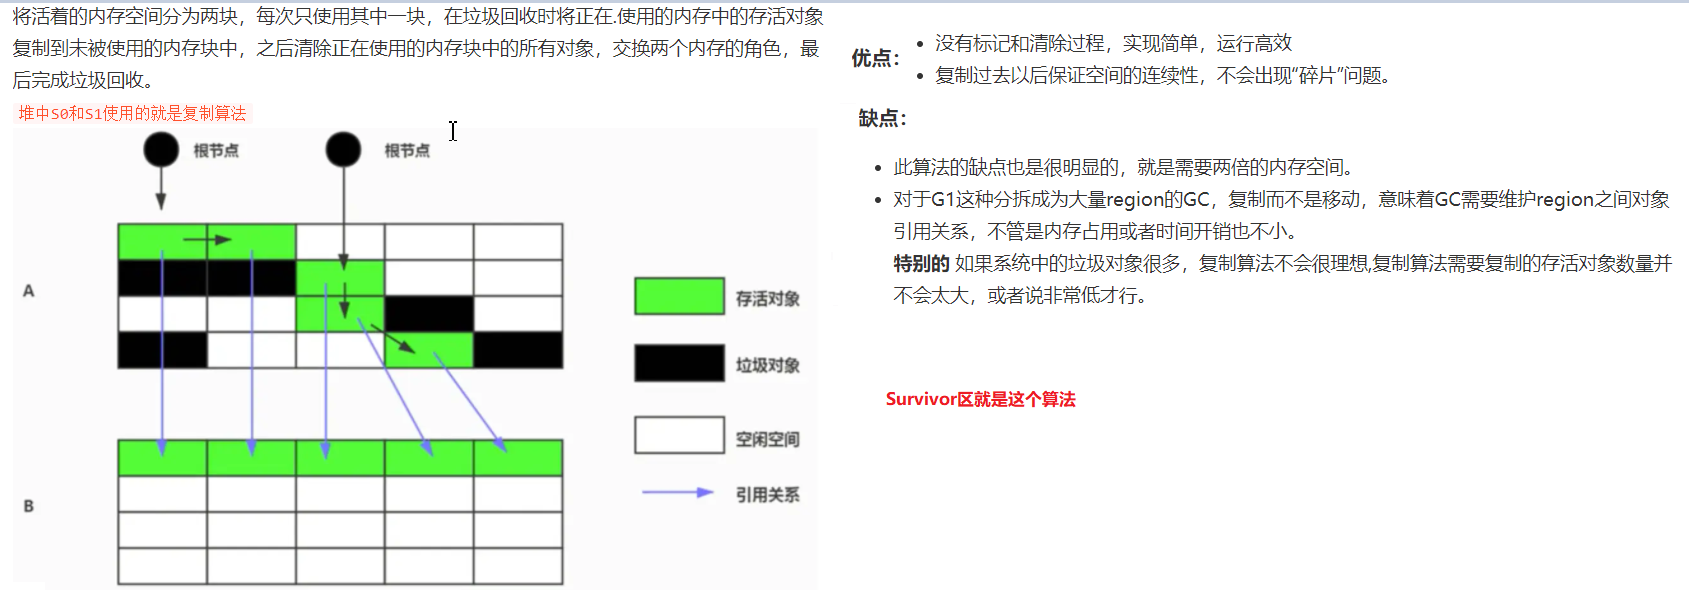 将活着的内存空间分为两块，每次只使用其中一块，在垃圾回收时将正在.使用的内存中的存活对象
复制到未被使用的内存块中，之后清除正在使用的内存块中的所有对象，交换两个内存的角色，最
后完成垃圾回收。
堆中S0和S1使用的就是复制算法
根节点
根节点
A
存活对象
垃圾对象
空闲空间
B
引用关系
优点：
没有标记和清除过程，实现简单，运行高效
复制过去以后保证空间的连续性，不会出现“碎片”问题。
缺点：
此算法的缺点也是很明显的，就是需要两倍的内存空间。
对于G1这种分拆成为大量region的GC，复制而不是移动，意味着GC需要维护region之间对象
引用关系，不管是内存占用或者时间开销也不小。
特别的 如果系统中的垃圾对象很多，复制算法不会很理想,复制算法需要复制的存活对象数量并
不会太大，或者说非常低才行。
Survivor区就是这个算法